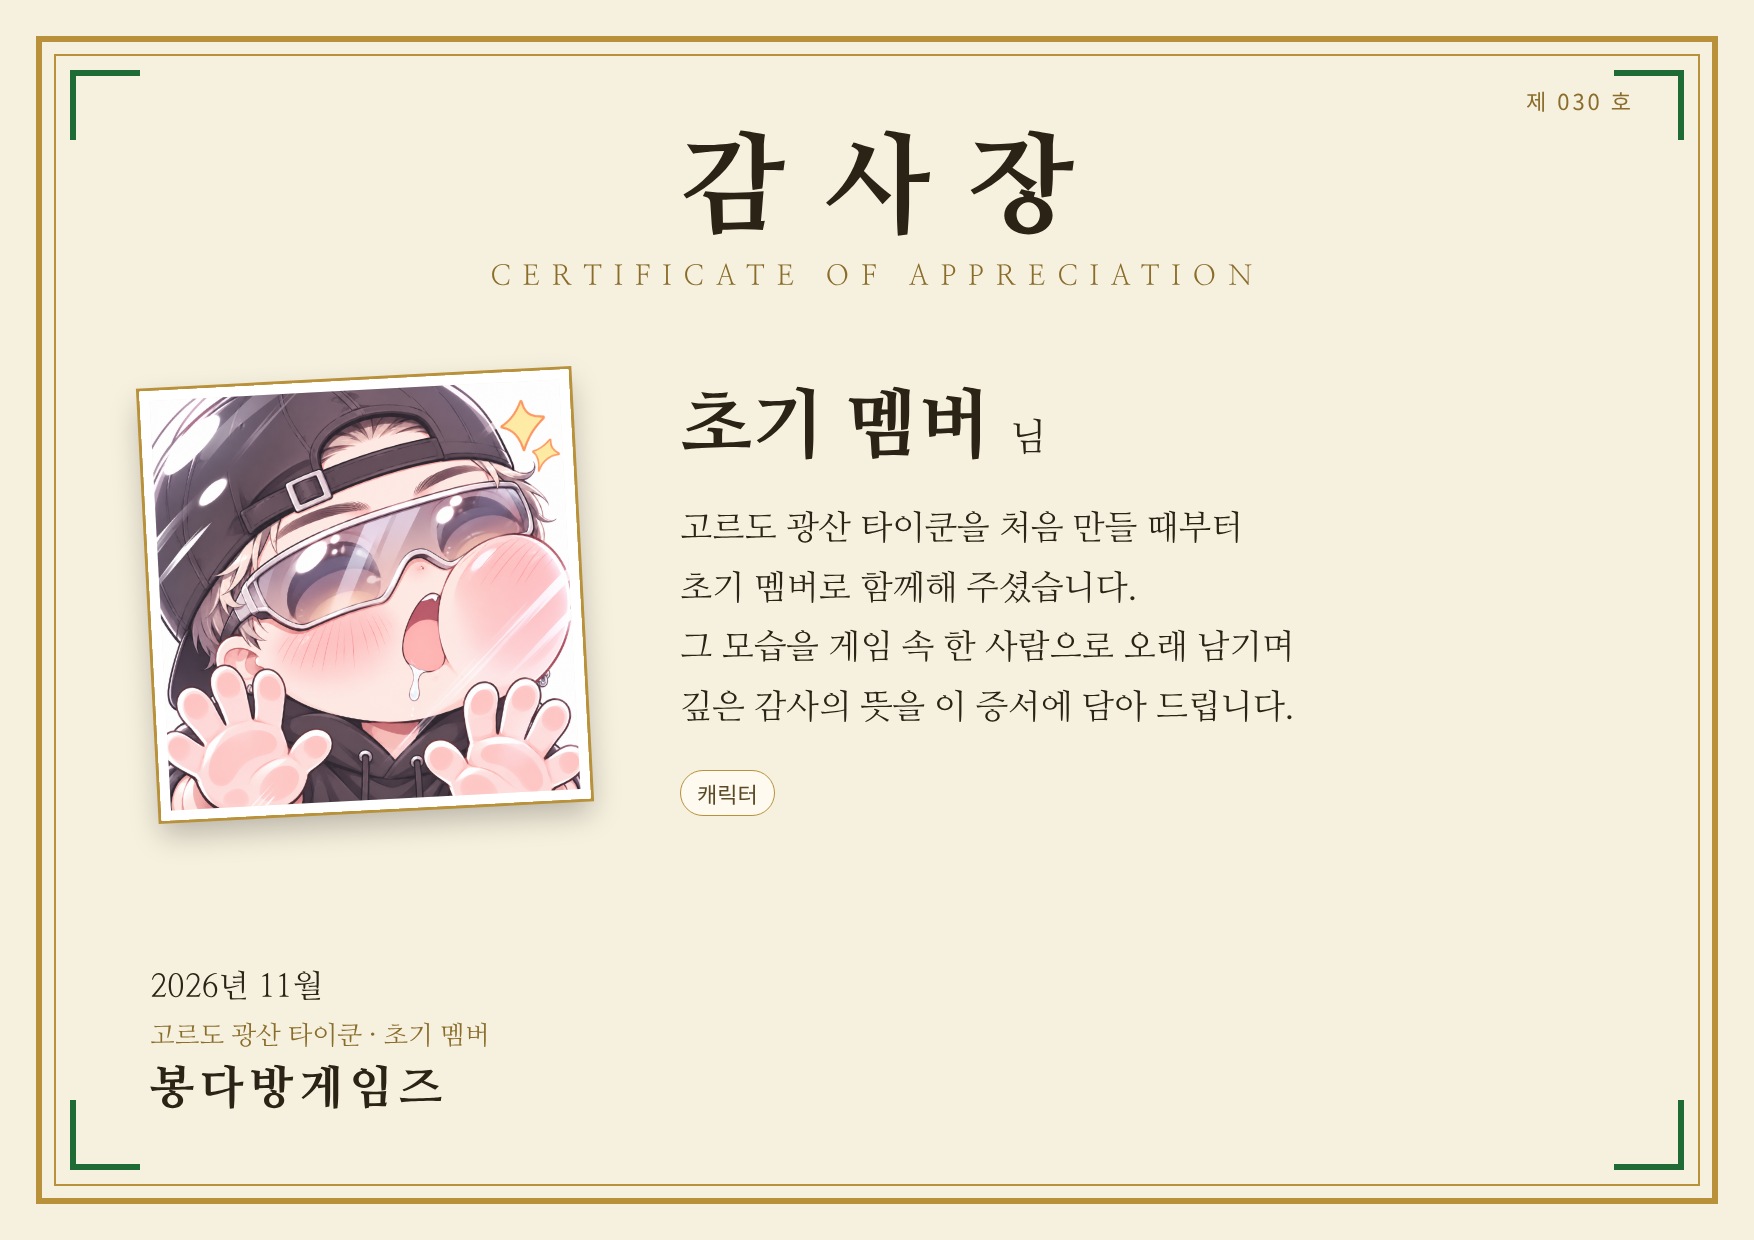 제 030 호
감사장
CERTIFICATE OF APPRECIATION
초기 멤버 님
고르도 광산 타이쿤을 처음 만들 때부터
초기 멤버로 함께해 주셨습니다.
그 모습을 게임 속 한 사람으로 오래 남기며
깊은 감사의 뜻을 이 증서에 담아 드립니다.
캐릭터
2026년 11월
고르도 광산 타이쿤 · 초기 멤버
봉다방게임즈